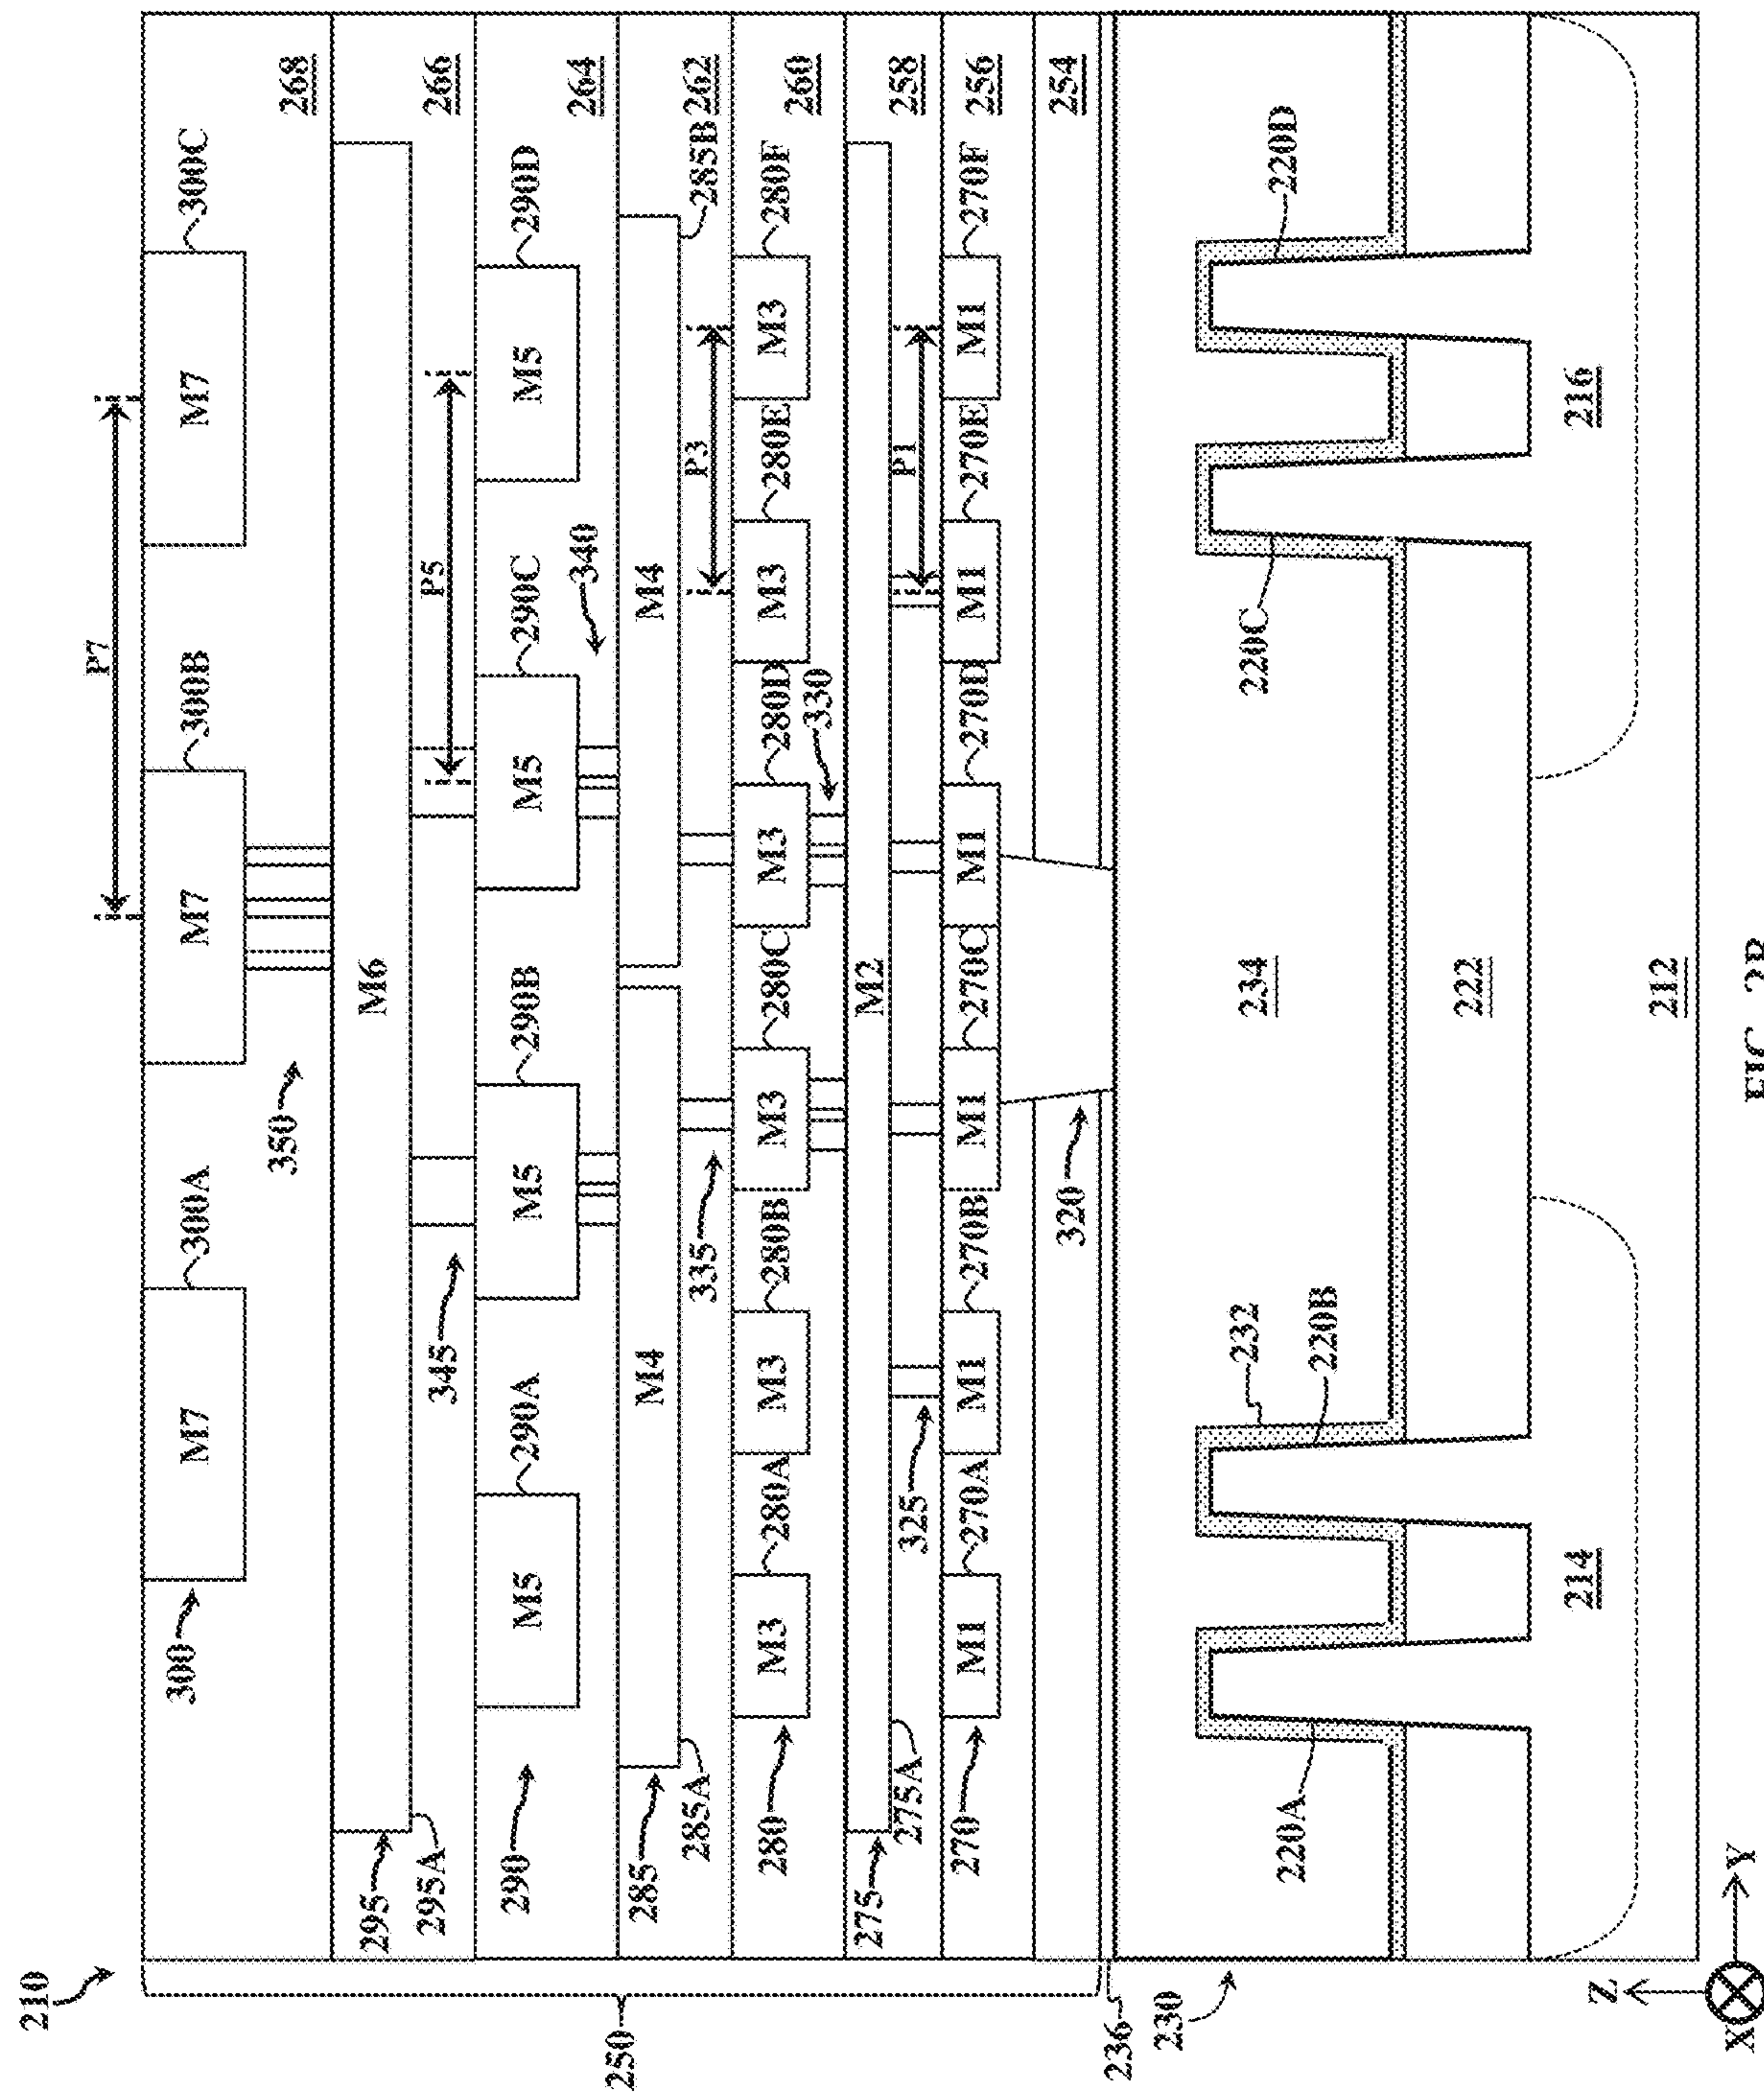 210
P7
300
300A
300B
300C
M7
M7
M7
350
268
295
M6
295A
345
P5
266
290
290A
290B
290C
290D
M5
M5
M5
M5
340
264
250
285
M4
M4
285A
285B
335
P3
262
280
280A
280B
280C
280D
280E
280F
M3
M3
M3
M3
M3
M3
330
260
275
M2
275A
325
P1
258
270
270A
270B
270C
270D
270E
270F
M1
M1
M1
M1
M1
M1
256
320
254
236
230
232
234
220A
220B
220C
220D
222
214
216
212
Z
Y
X
FIG. 2B